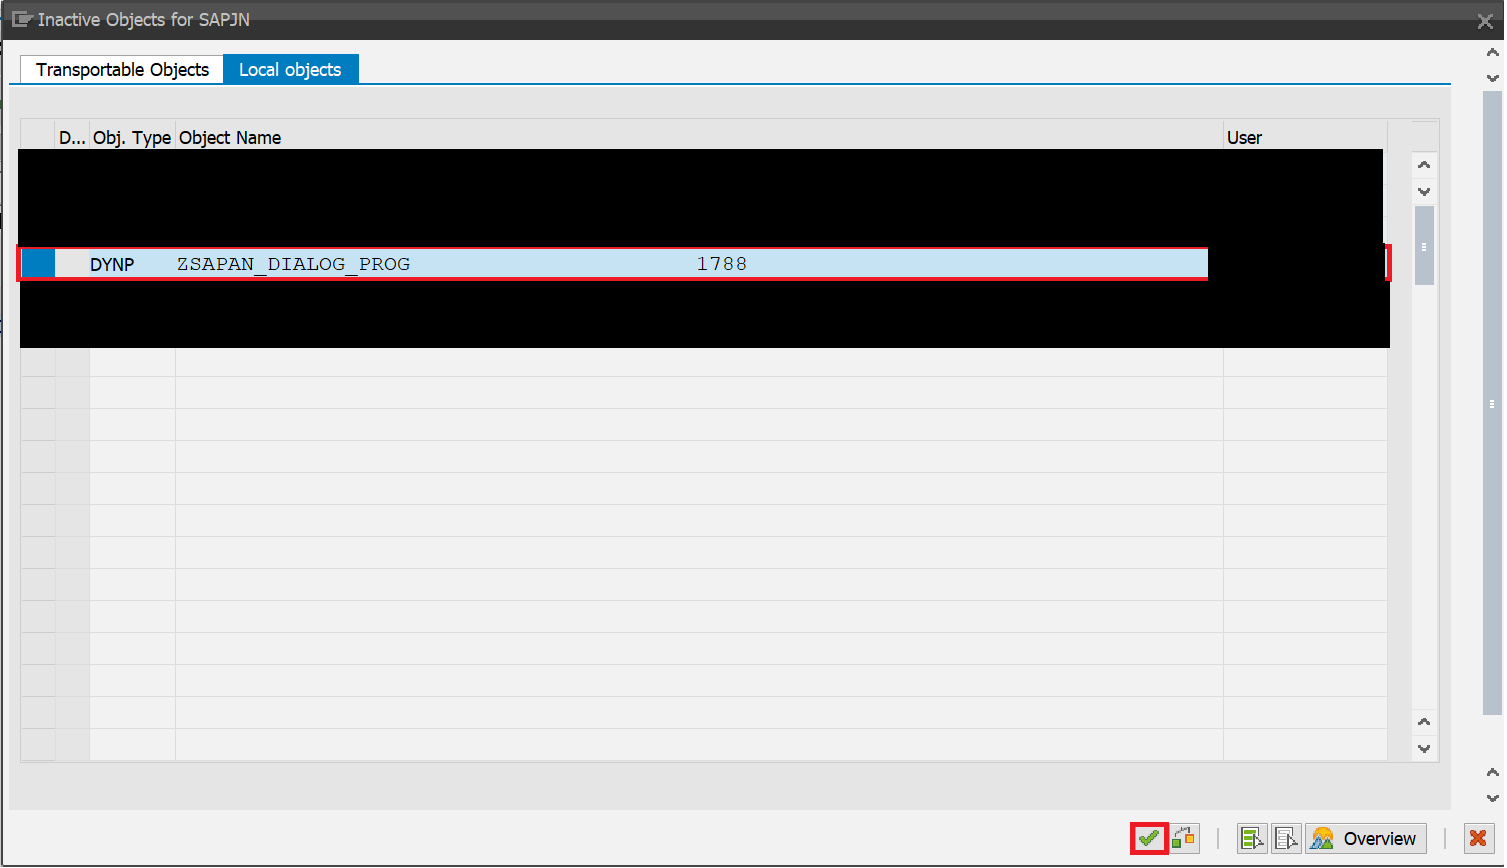 Inactive Objects for SAPJN
Transportable Objects Local objects
D... Obj. Type Object Name User
DYNP ZSAPAN_DIALOG_PROG 1788
Overview